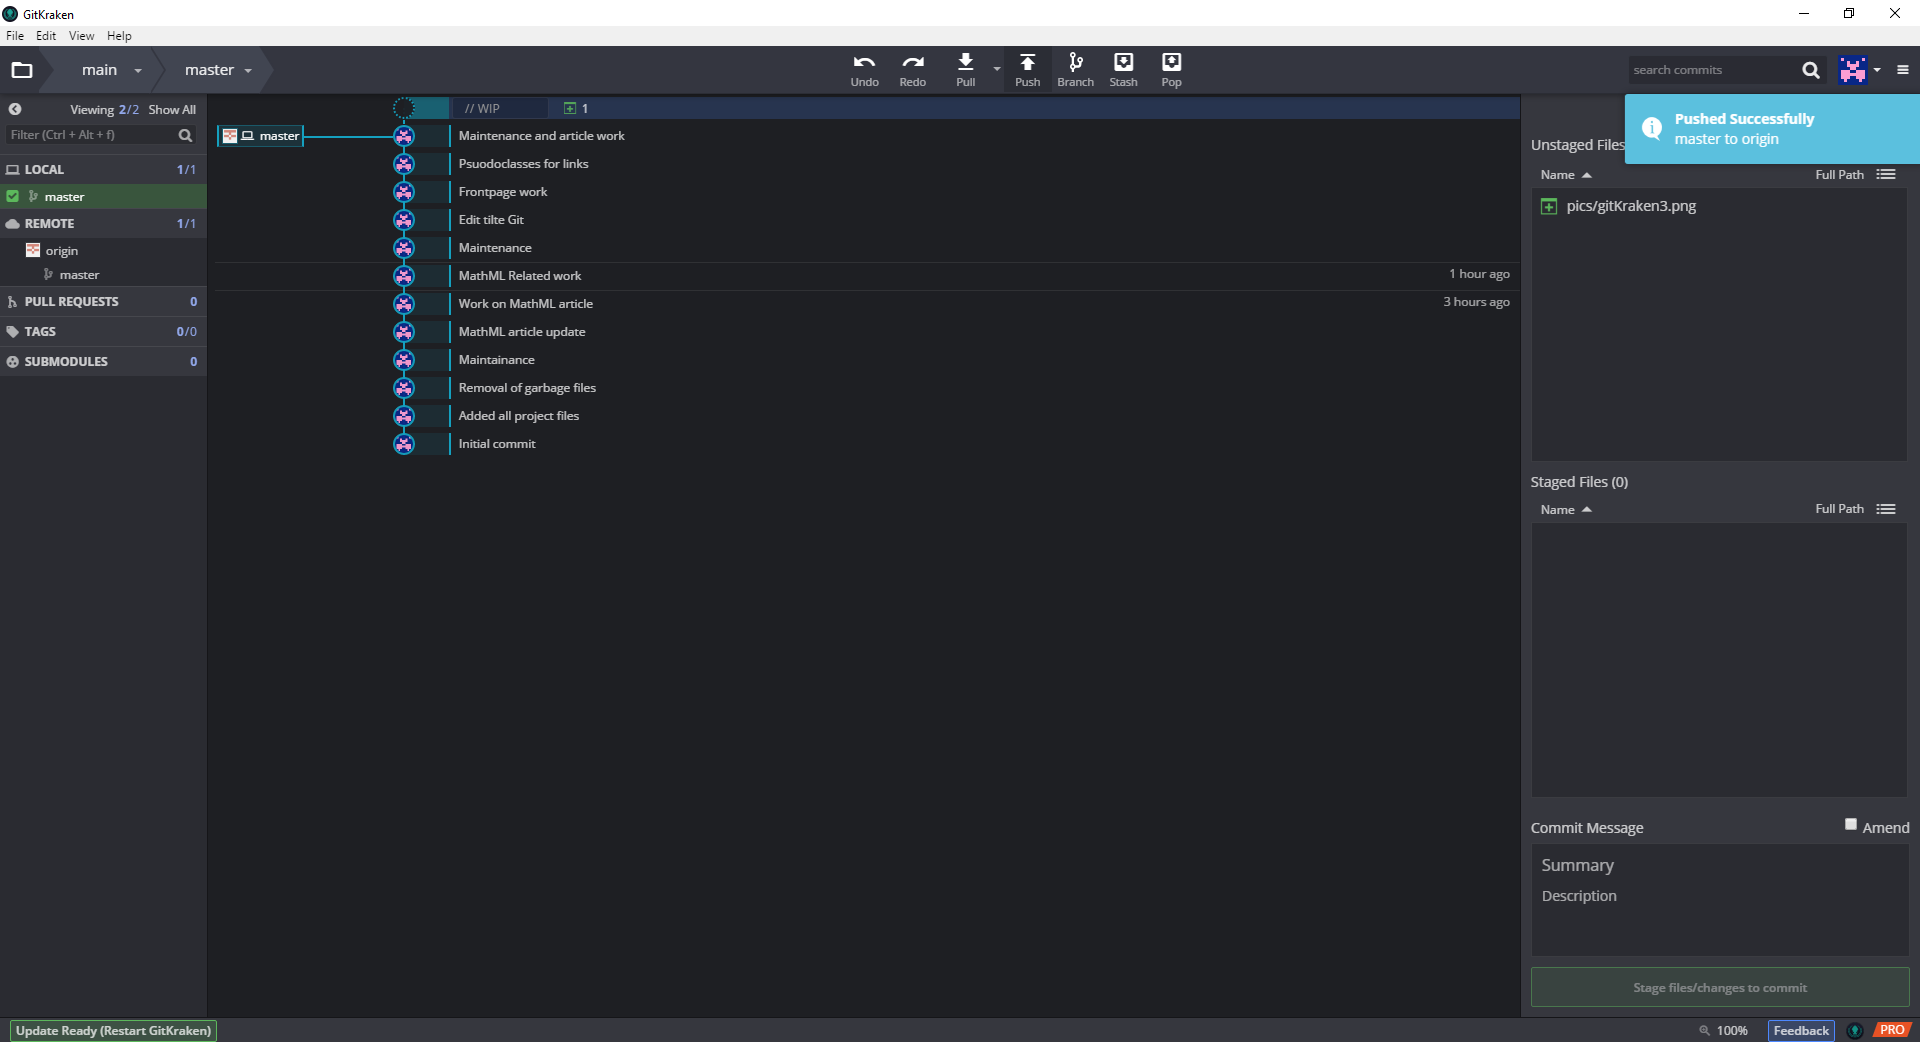 GitKraken
File Edit View Help
main master
Undo Redo Pull Push Branch Stash Pop
search commits
Viewing 2/2 Show All
Filter (Ctrl + Alt + f)
LOCAL 1/1
master
REMOTE 1/1
origin
master
PULL REQUESTS 0
TAGS 0/0
SUBMODULES 0
// WIP 1
master Maintenance and article work
Psuodoclasses for links
Frontpage work
Edit tilte Git
Maintenance
MathML Related work 1 hour ago
Work on MathML article 3 hours ago
MathML article update
Maintainance
Removal of garbage files
Added all project files
Initial commit
Pushed Successfully
master to origin
Unstaged Files
Name Full Path
pics/gitKraken3.png
Staged Files (0)
Name Full Path
Commit Message Amend
Summary
Description
Stage files/changes to commit
Update Ready (Restart GitKraken) 100% Feedback PRO